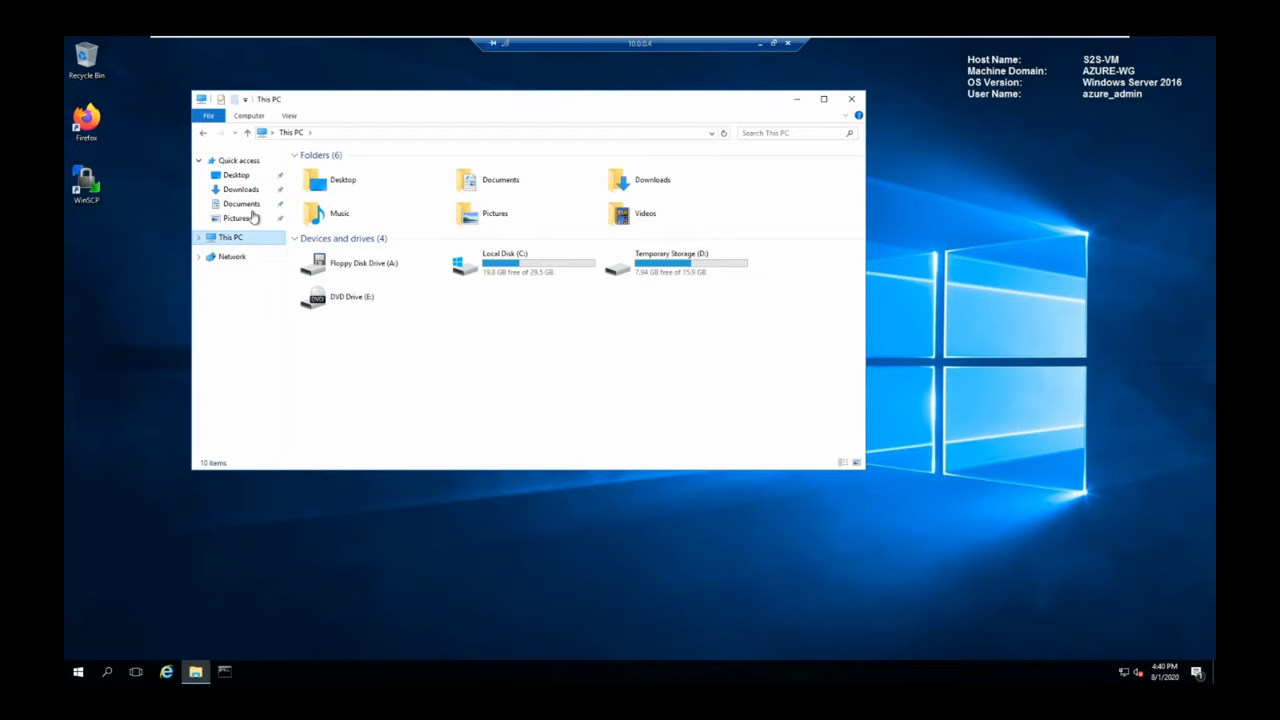 10.0.0.4
Recycle Bin
Firefox
WinSCP
Host Name: S2S-VM
Machine Domain: AZURE-WG
OS Version: Windows Server 2016
User Name: azure_admin
This PC
File Computer View
This PC
Search This PC
Quick access
Desktop
Downloads
Documents
Pictures
This PC
Network
Folders (6)
Desktop
Documents
Downloads
Music
Pictures
Videos
Devices and drives (4)
Floppy Disk Drive (A:)
Local Disk (C:)
19.8 GB free of 29.5 GB
Temporary Storage (D:)
7.94 GB free of 15.9 GB
DVD Drive (E:)
10 items
4:40 PM
8/1/2020